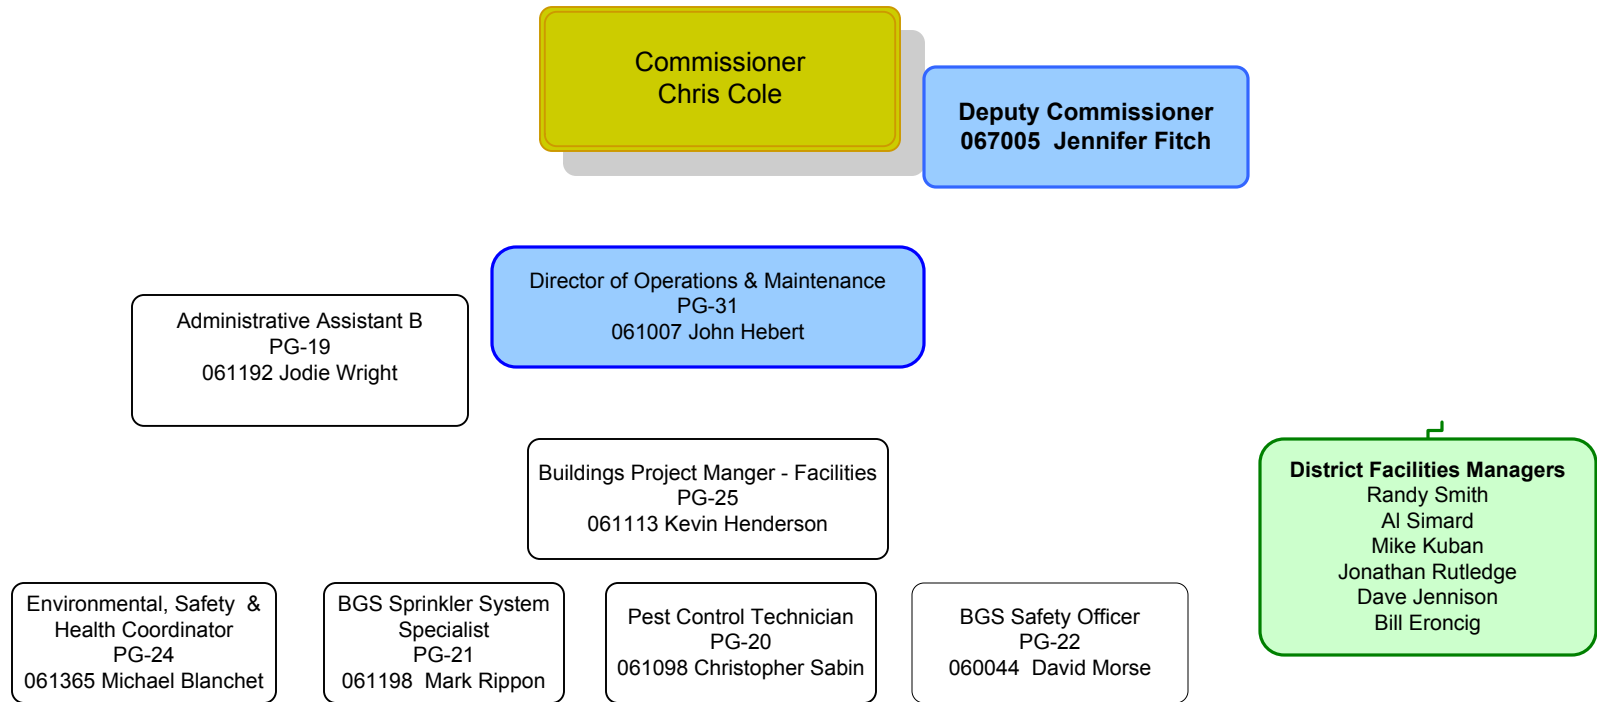 Commissioner
Chris Cole
Deputy Commissioner
067005  Jennifer Fitch
Director of Operations & Maintenance
PG-31
061007 John Hebert
Administrative Assistant B
PG-19
061192 Jodie Wright
Buildings Project Manger - Facilities
PG-25
061113 Kevin Henderson
District Facilities Managers
Randy Smith
Al Simard
Mike Kuban
Jonathan Rutledge
Dave Jennison
Bill Eroncig
Environmental, Safety  &
Health Coordinator
PG-24
061365 Michael Blanchet
BGS Sprinkler System
Specialist
PG-21
061198  Mark Rippon
Pest Control Technician
PG-20
061098 Christopher Sabin
BGS Safety Officer
PG-22
060044  David Morse